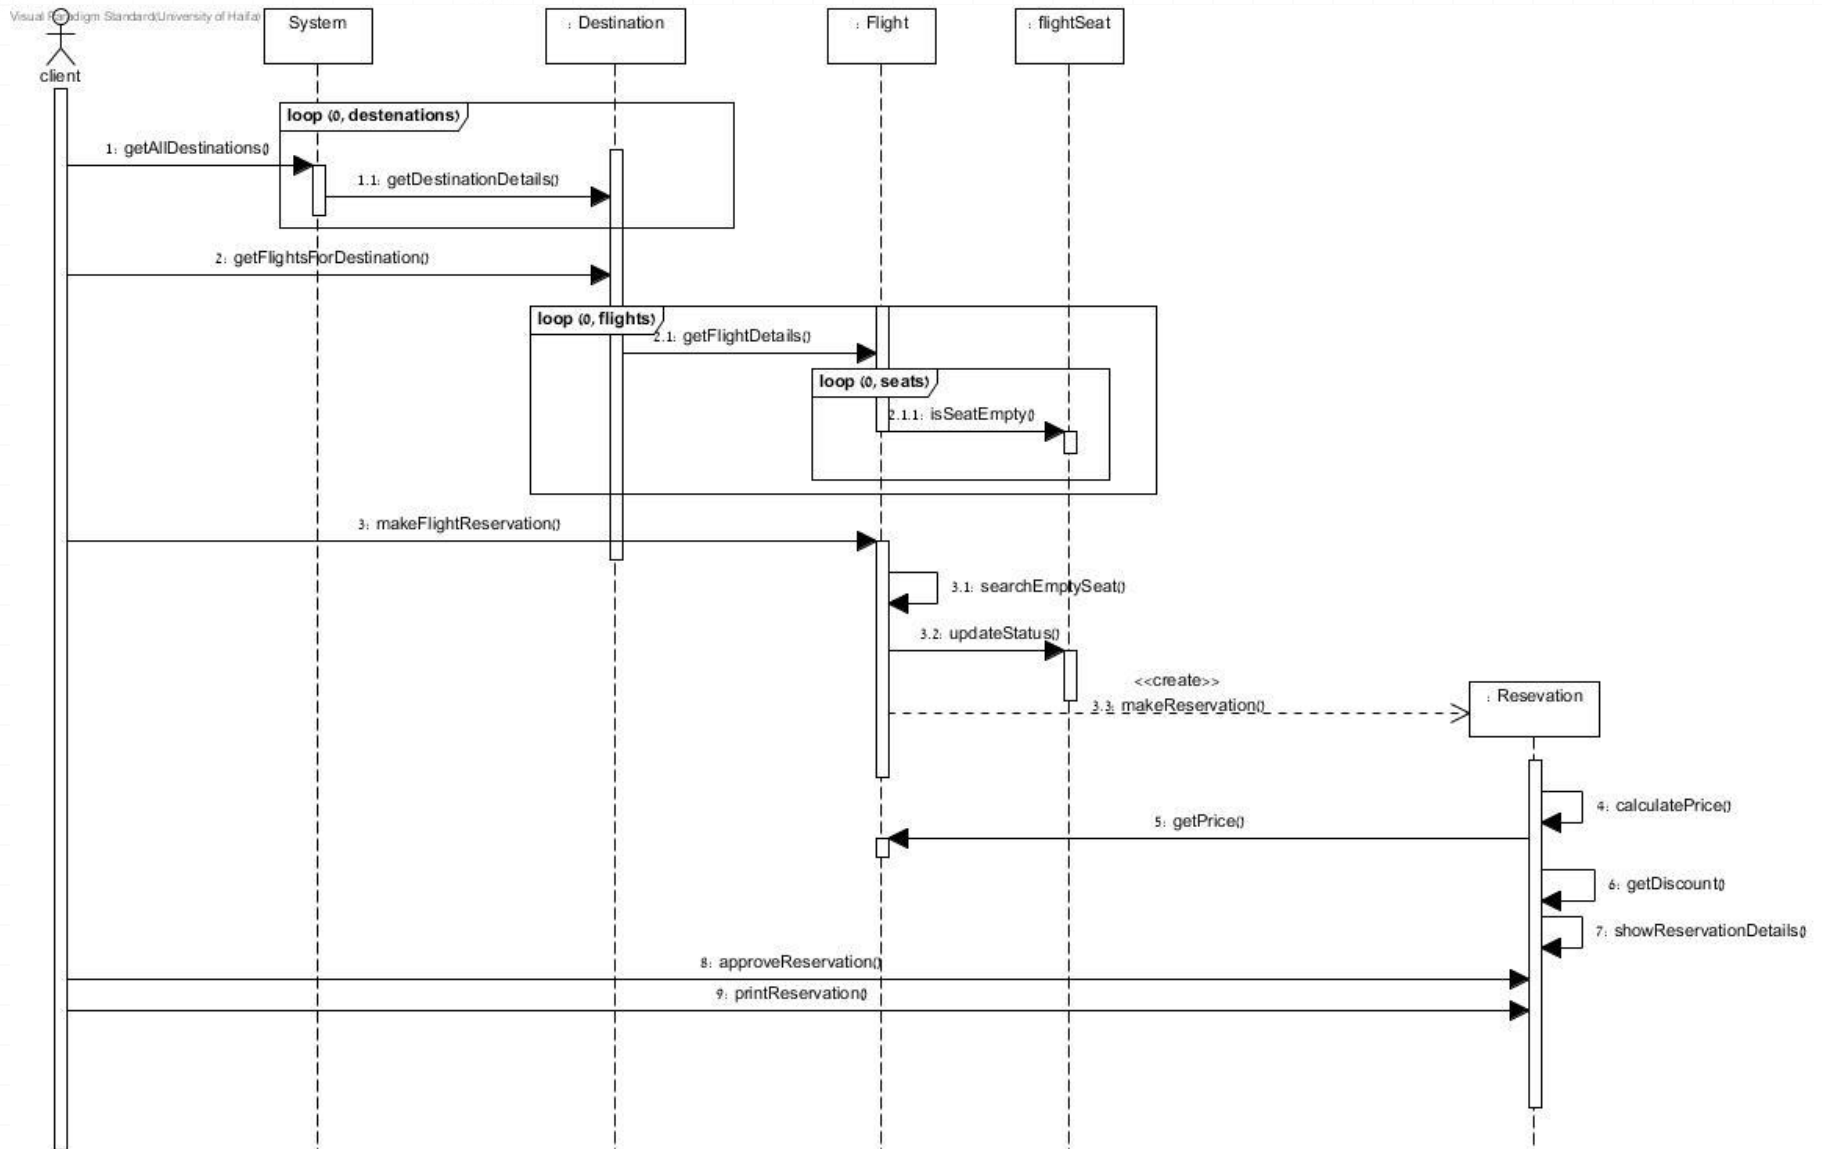 Visual Paradigm Standard(University of Haifa)
client
System
: Destination
: Flight
: flightSeat
loop (0, destenations)
1: getAllDestinations()
1.1: getDestinationDetails()
2: getFlightsForDestination()
loop (0, flights)
2.1: getFlightDetails()
loop (0, seats)
2.1.1: isSeatEmpty()
3: makeFlightReservation()
3.1: searchEmptySeat()
3.2: updateStatus()
<<create>>
3.3: makeReservation()
: Resevation
4: calculatePrice()
5: getPrice()
6: getDiscount()
7: showReservationDetails()
8: approveReservation()
9: printReservation()